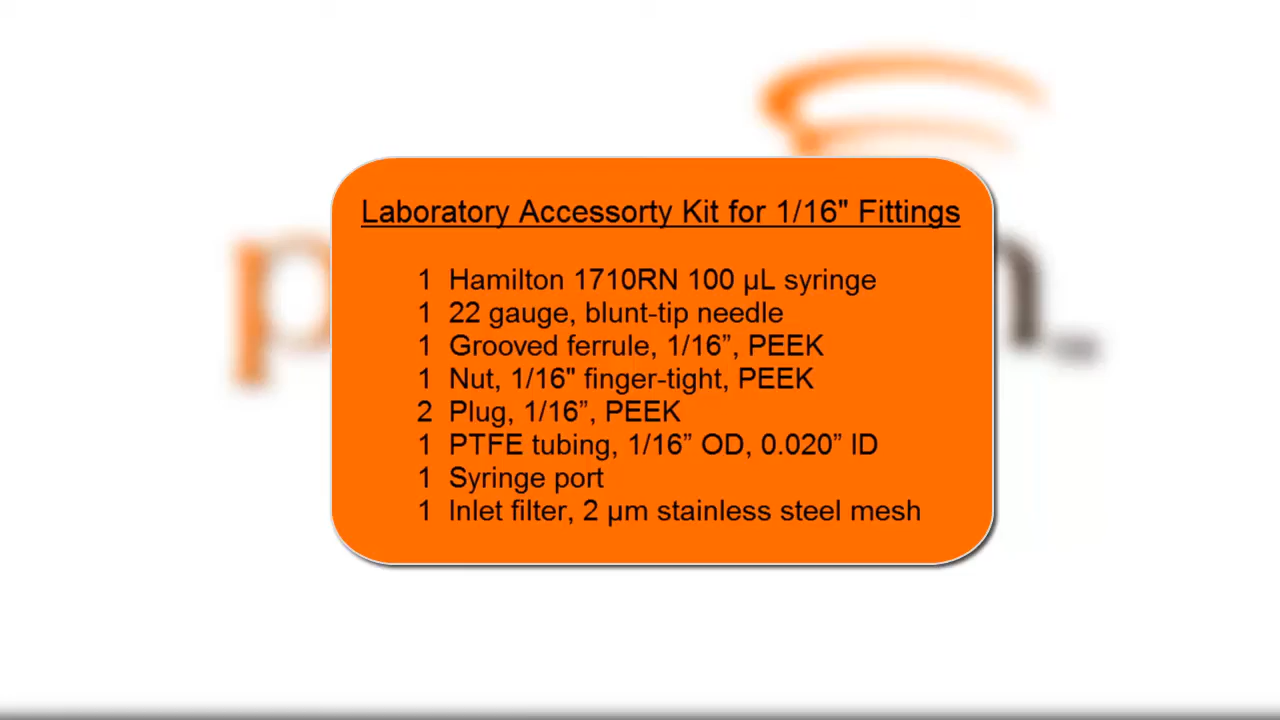 Laboratory Accessorty Kit for 1/16" Fittings
1 Hamilton 1710RN 100 µL syringe
1 22 gauge, blunt-tip needle
1 Grooved ferrule, 1/16”, PEEK
1 Nut, 1/16" finger-tight, PEEK
2 Plug, 1/16”, PEEK
1 PTFE tubing, 1/16” OD, 0.020” ID
1 Syringe port
1 Inlet filter, 2 µm stainless steel mesh